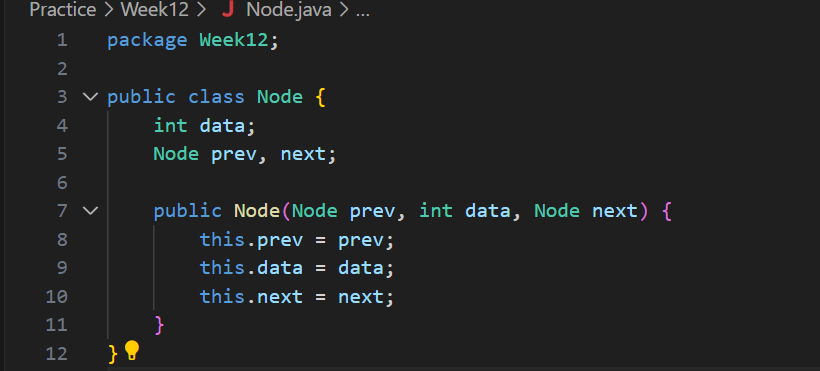 Practice > Week12 > J Node.java > ...
1 package Week12;
2
3 public class Node {
4 int data;
5 Node prev, next;
6
7 public Node(Node prev, int data, Node next) {
8 this.prev = prev;
9 this.data = data;
10 this.next = next;
11 }
12 }